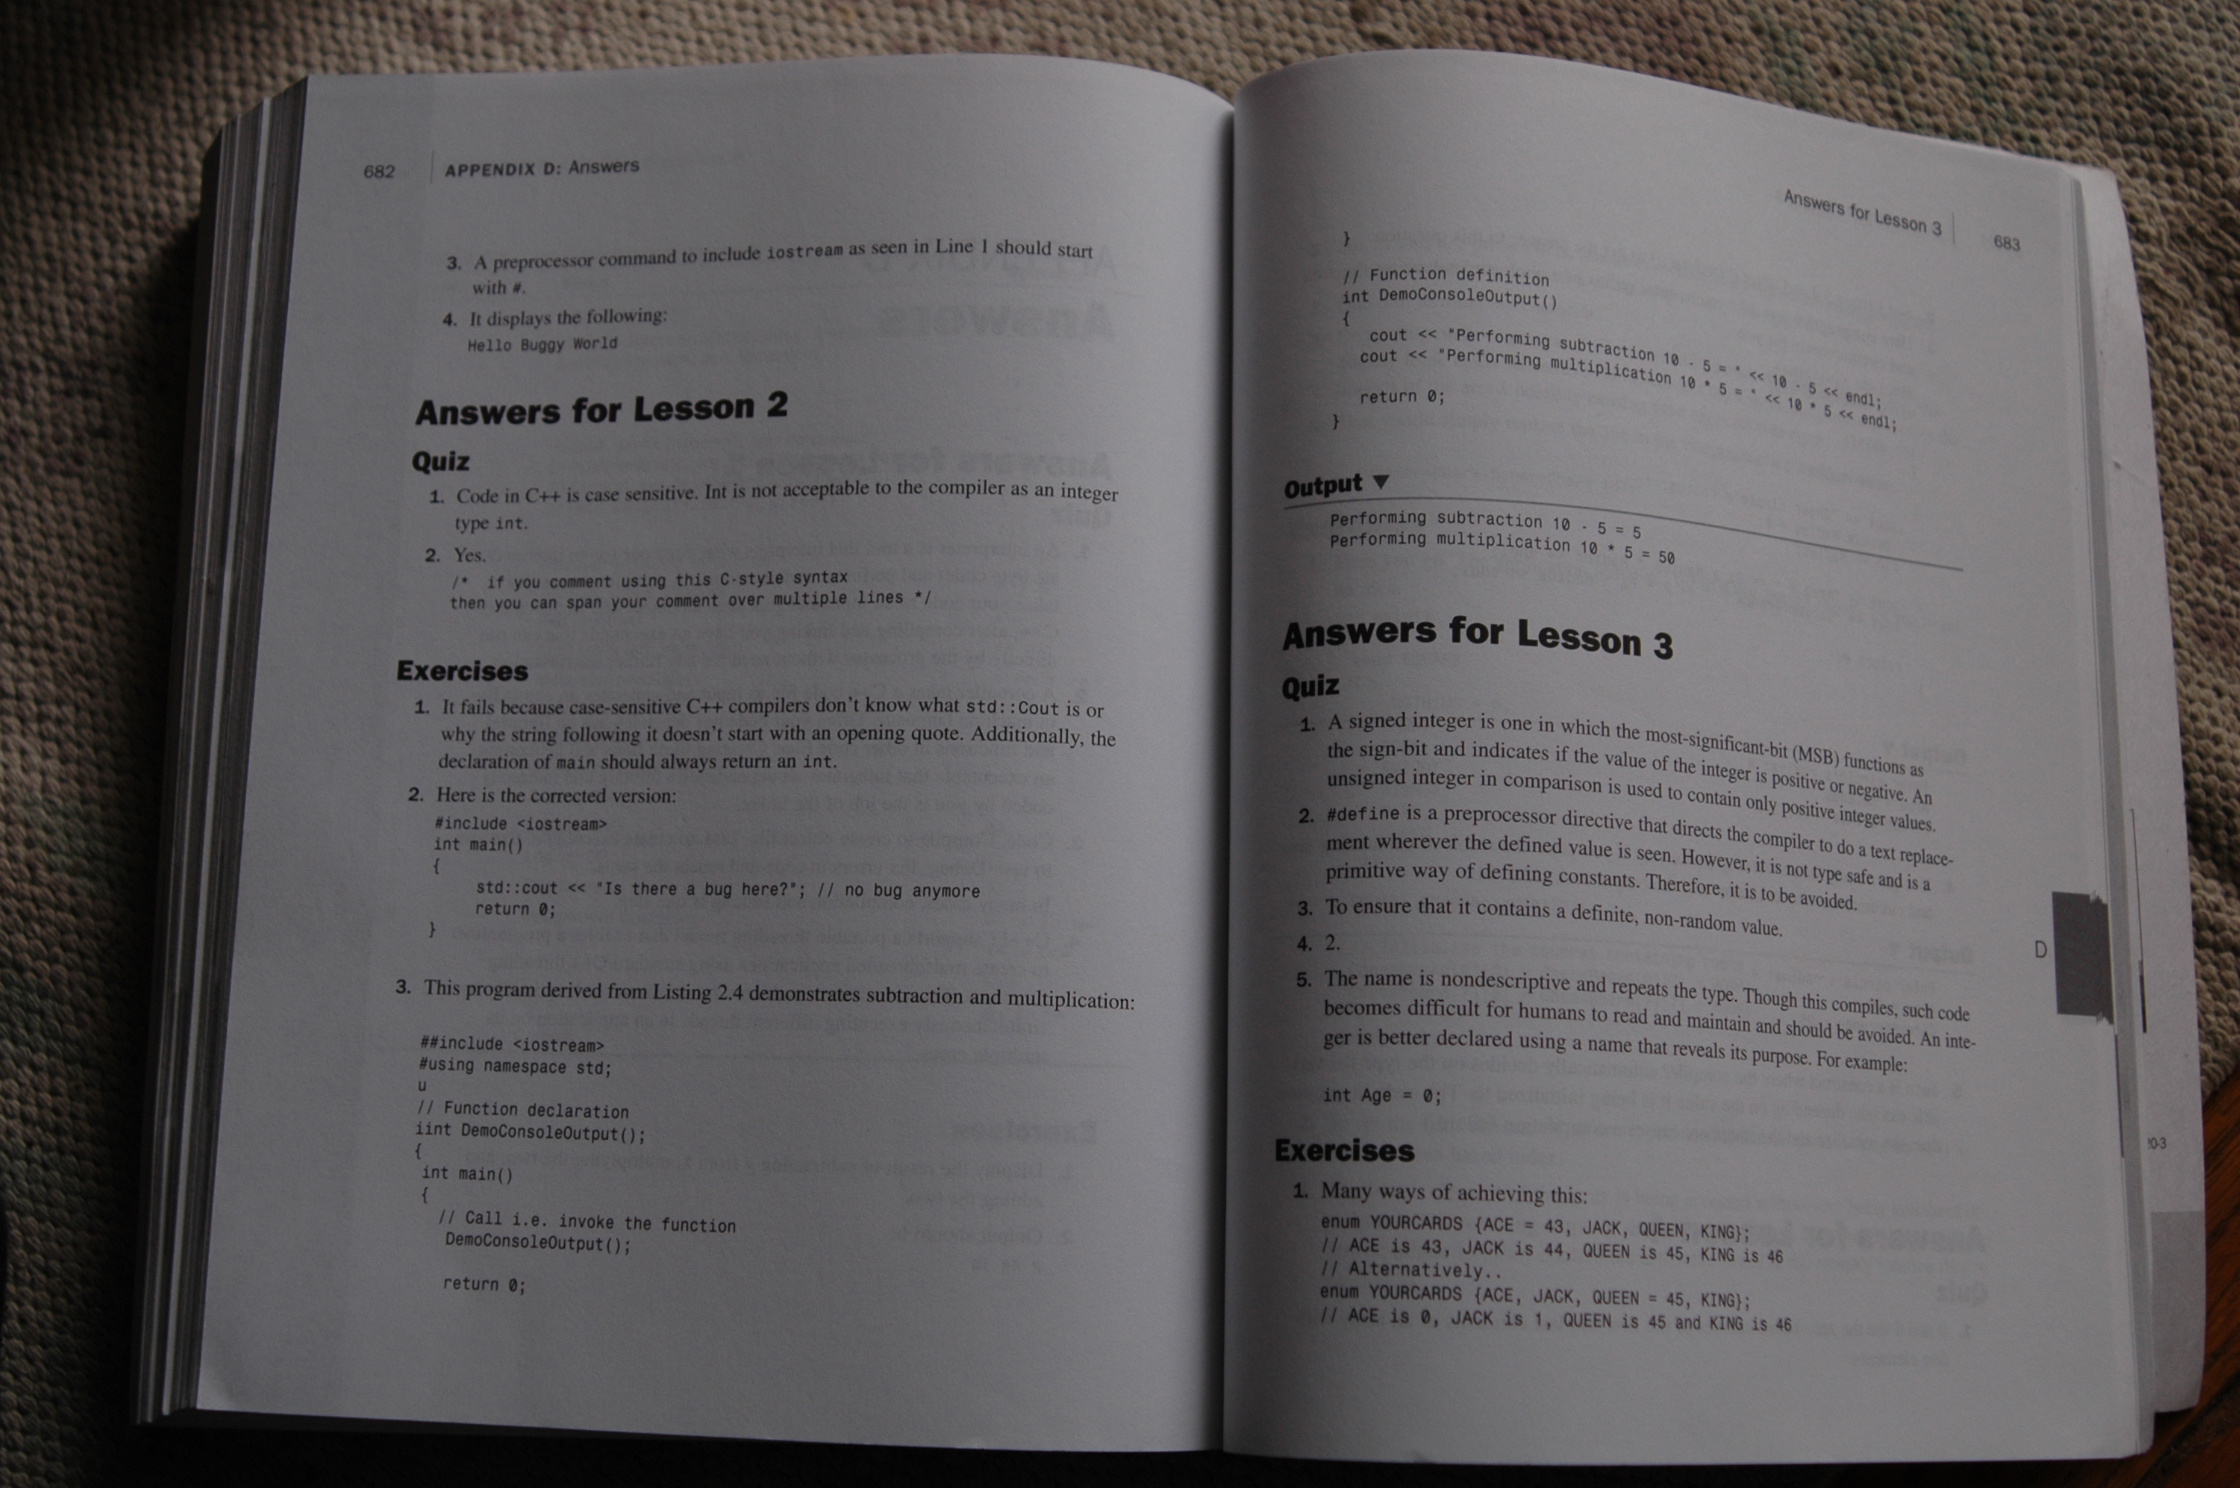 682 | APPENDIX D: Answers
3. A preprocessor command to include iostream as seen in Line 1 should start
with #.
4. It displays the following:
Hello Buggy World
Answers for Lesson 2
Quiz
1. Code in C++ is case sensitive. Int is not acceptable to the compiler as an integer
type int.
2. Yes.
/* if you comment using this C-style syntax
then you can span your comment over multiple lines */
Exercises
1. It fails because case-sensitive C++ compilers don't know what std::Cout is or
why the string following it doesn't start with an opening quote. Additionally, the
declaration of main should always return an int.
2. Here is the corrected version:
#include <iostream>
int main()
{
std::cout << "Is there a bug here?"; // no bug anymore
return 0;
}
3. This program derived from Listing 2.4 demonstrates subtraction and multiplication:
##include <iostream>
#using namespace std;
u
// Function declaration
iint DemoConsoleOutput();
{
int main()
{
// Call i.e. invoke the function
DemoConsoleOutput();
return 0;
Answers for Lesson 3 | 683
}
// Function definition
int DemoConsoleOutput()
{
cout << "Performing subtraction 10 - 5 = " << 10 - 5 << endl;
cout << "Performing multiplication 10 * 5 = " << 10 * 5 << endl;
return 0;
}
Output ▼
Performing subtraction 10 - 5 = 5
Performing multiplication 10 * 5 = 50
Answers for Lesson 3
Quiz
1. A signed integer is one in which the most-significant-bit (MSB) functions as
the sign-bit and indicates if the value of the integer is positive or negative. An
unsigned integer in comparison is used to contain only positive integer values.
2. #define is a preprocessor directive that directs the compiler to do a text replace-
ment wherever the defined value is seen. However, it is not type safe and is a
primitive way of defining constants. Therefore, it is to be avoided.
3. To ensure that it contains a definite, non-random value.
4. 2.
5. The name is nondescriptive and repeats the type. Though this compiles, such code
becomes difficult for humans to read and maintain and should be avoided. An inte-
ger is better declared using a name that reveals its purpose. For example:
int Age = 0;
Exercises
1. Many ways of achieving this:
enum YOURCARDS {ACE = 43, JACK, QUEEN, KING};
// ACE is 43, JACK is 44, QUEEN is 45, KING is 46
// Alternatively..
enum YOURCARDS {ACE, JACK, QUEEN = 45, KING};
// ACE is 0, JACK is 1, QUEEN is 45 and KING is 46
D